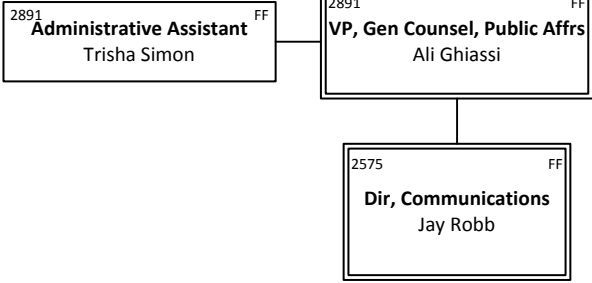 2891 FF
Administrative Assistant
Trisha Simon
2891 FF
VP, Gen Counsel, Public Affrs
Ali Ghiassi
2575 FF
Dir, Communications
Jay Robb